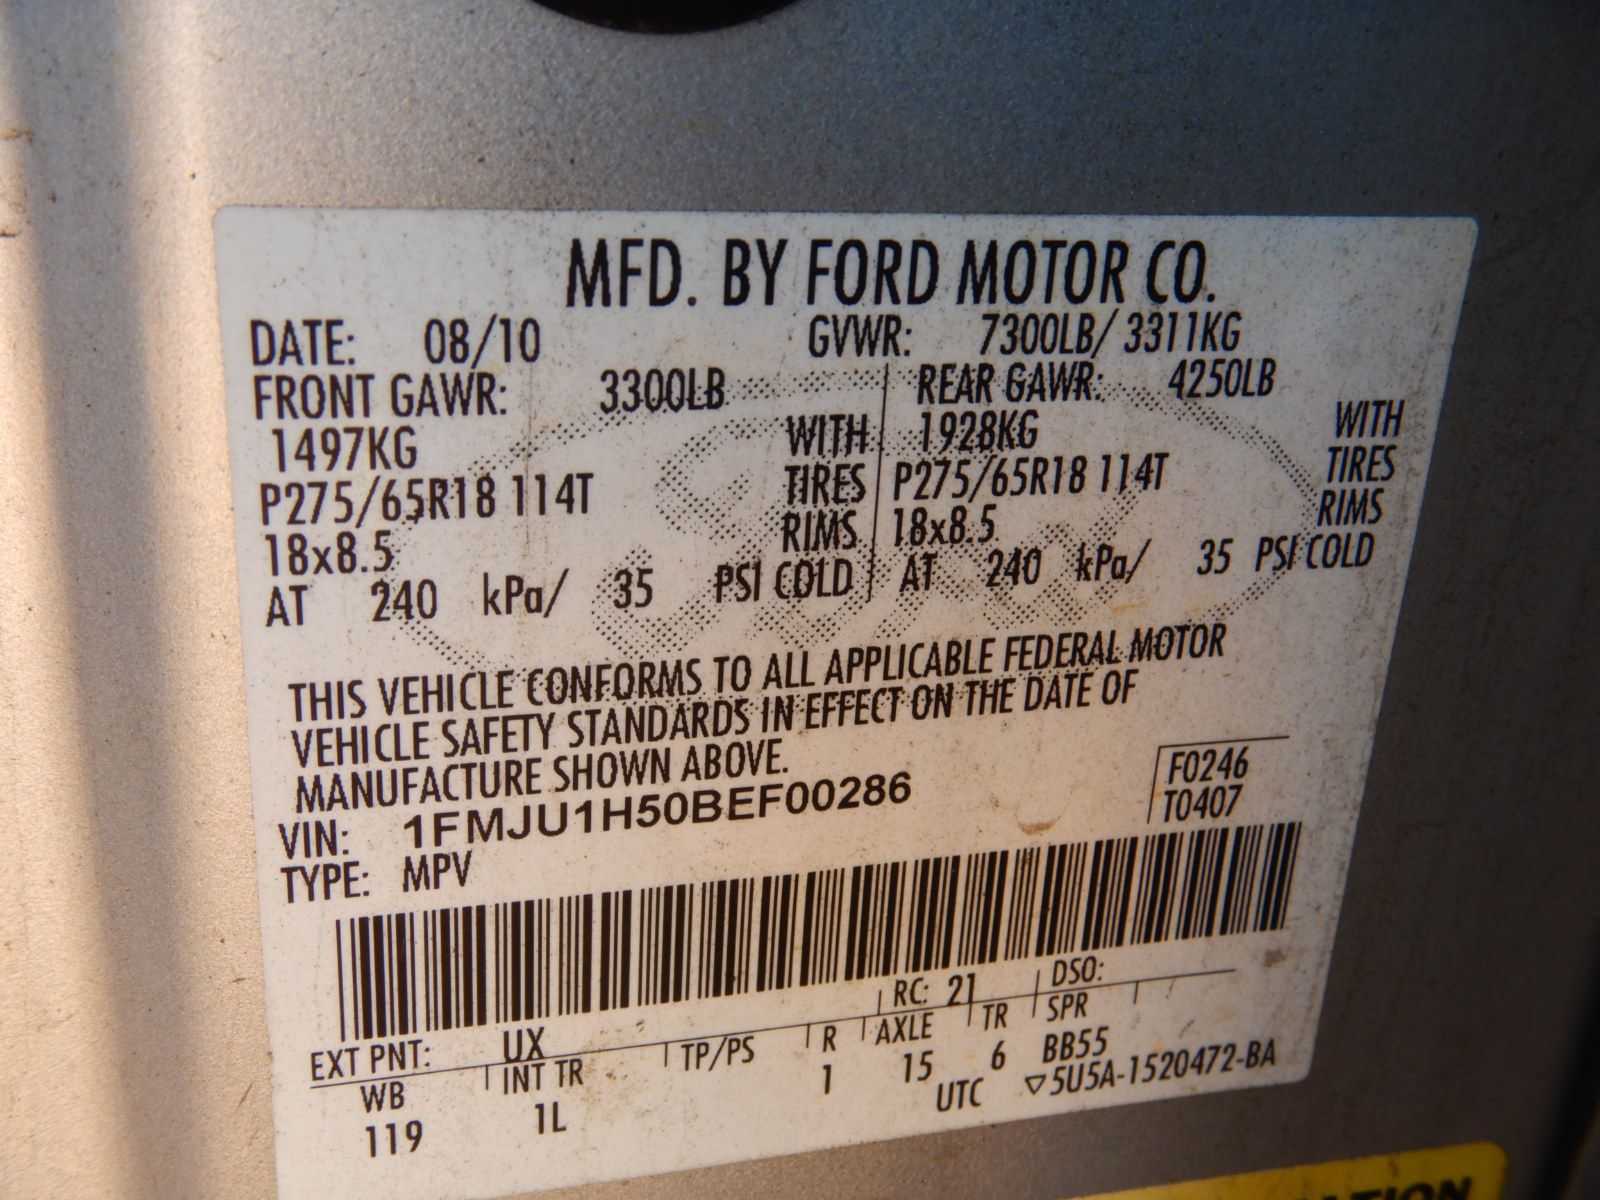 MFD. BY FORD MOTOR CO.
DATE: 08/10 GVWR: 7300LB/ 3311KG
FRONT GAWR: 3300LB REAR GAWR: 4250LB
1497KG WITH 1928KG WITH
P275/65R18 114T TIRES P275/65R18 114T TIRES
18x8.5 RIMS 18x8.5 RIMS
AT 240 kPa/ 35 PSI COLD AT 240 kPa/ 35 PSI COLD
THIS VEHICLE CONFORMS TO ALL APPLICABLE FEDERAL MOTOR
VEHICLE SAFETY STANDARDS IN EFFECT ON THE DATE OF
MANUFACTURE SHOWN ABOVE.
VIN: 1FMJU1H50BEF00286 F0246
TYPE: MPV T0407
EXT PNT: UX RC: 21 DSO:
WB INT TR TP/PS R AXLE TR SPR
119 1L 1 15 6 BB55
UTC ▽5U5A-1520472-BA